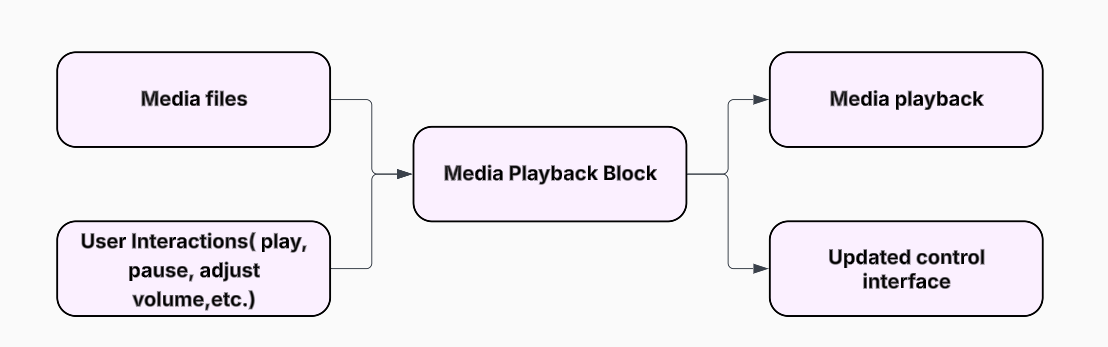 Media files
Media playback
Media Playback Block
User Interactions( play,
pause, adjust
volume,etc.)
Updated control
interface